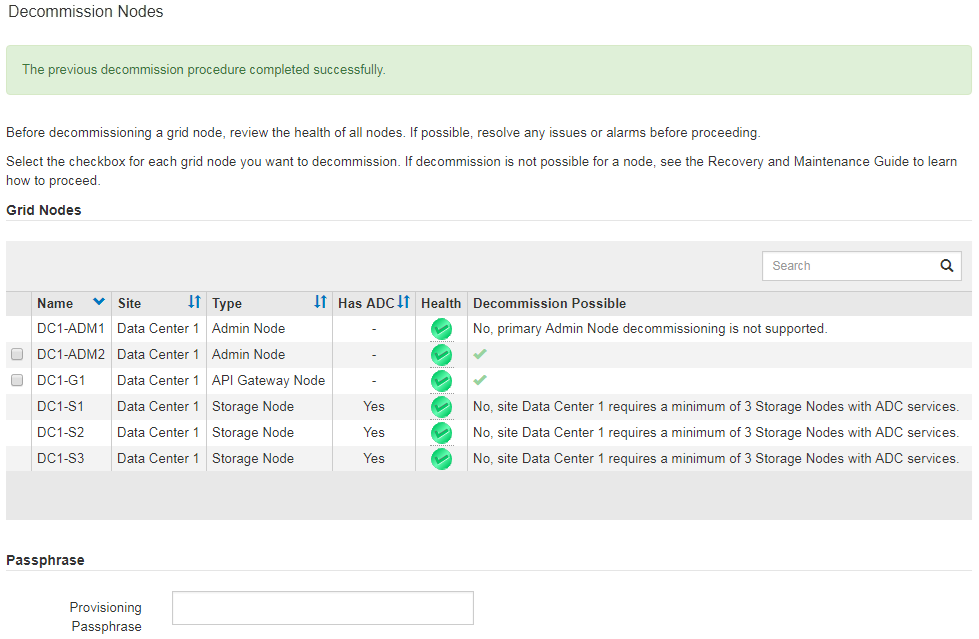 Decommission Nodes
The previous decommission procedure completed successfully.
Before decommissioning a grid node, review the health of all nodes. If possible, resolve any issues or alarms before proceeding.
Select the checkbox for each grid node you want to decommission. If decommission is not possible for a node, see the Recovery and Maintenance Guide to learn
how to proceed.
Grid Nodes
Search
Name Site Type Has ADC Health Decommission Possible
DC1-ADM1 Data Center 1 Admin Node - No, primary Admin Node decommissioning is not supported.
DC1-ADM2 Data Center 1 Admin Node -
DC1-G1 Data Center 1 API Gateway Node -
DC1-S1 Data Center 1 Storage Node Yes No, site Data Center 1 requires a minimum of 3 Storage Nodes with ADC services.
DC1-S2 Data Center 1 Storage Node Yes No, site Data Center 1 requires a minimum of 3 Storage Nodes with ADC services.
DC1-S3 Data Center 1 Storage Node Yes No, site Data Center 1 requires a minimum of 3 Storage Nodes with ADC services.
Passphrase
Provisioning
Passphrase